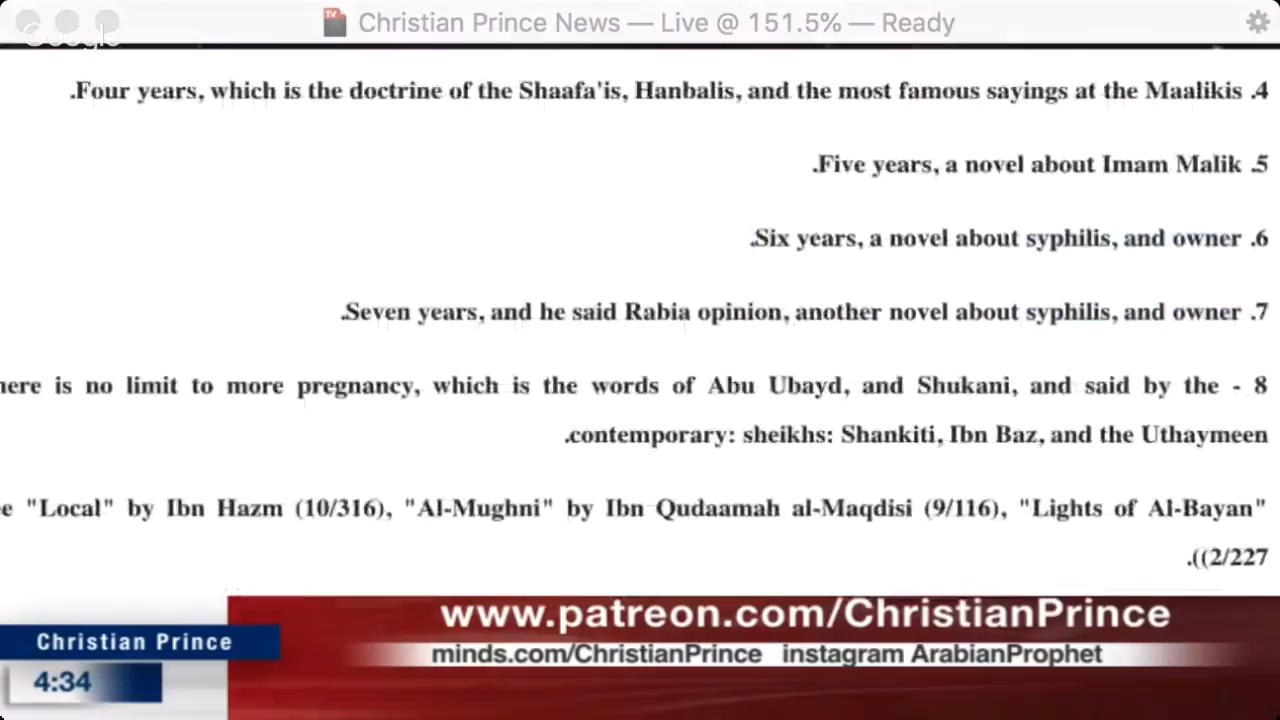 Christian Prince News — Live @ 151.5% — Ready
Google
.Four years, which is the doctrine of the Shaafa'is, Hanbalis, and the most famous sayings at the Maalikis .4
.Five years, a novel about Imam Malik .5
.Six years, a novel about syphilis, and owner .6
.Seven years, and he said Rabia opinion, another novel about syphilis, and owner .7
is no limit to more pregnancy, which is the words of Abu Ubayd, and Shukani, and said by the - 8
.contemporary: sheikhs: Shankiti, Ibn Baz, and the Uthaymeen
"Local" by Ibn Hazm (10/316), "Al-Mughni" by Ibn Qudaamah al-Maqdisi (9/116), "Lights of Al-Bayan"
.((2/227
www.patreon.com/ChristianPrince
Christian Prince
minds.com/ChristianPrince instagram ArabianProphet
4:34